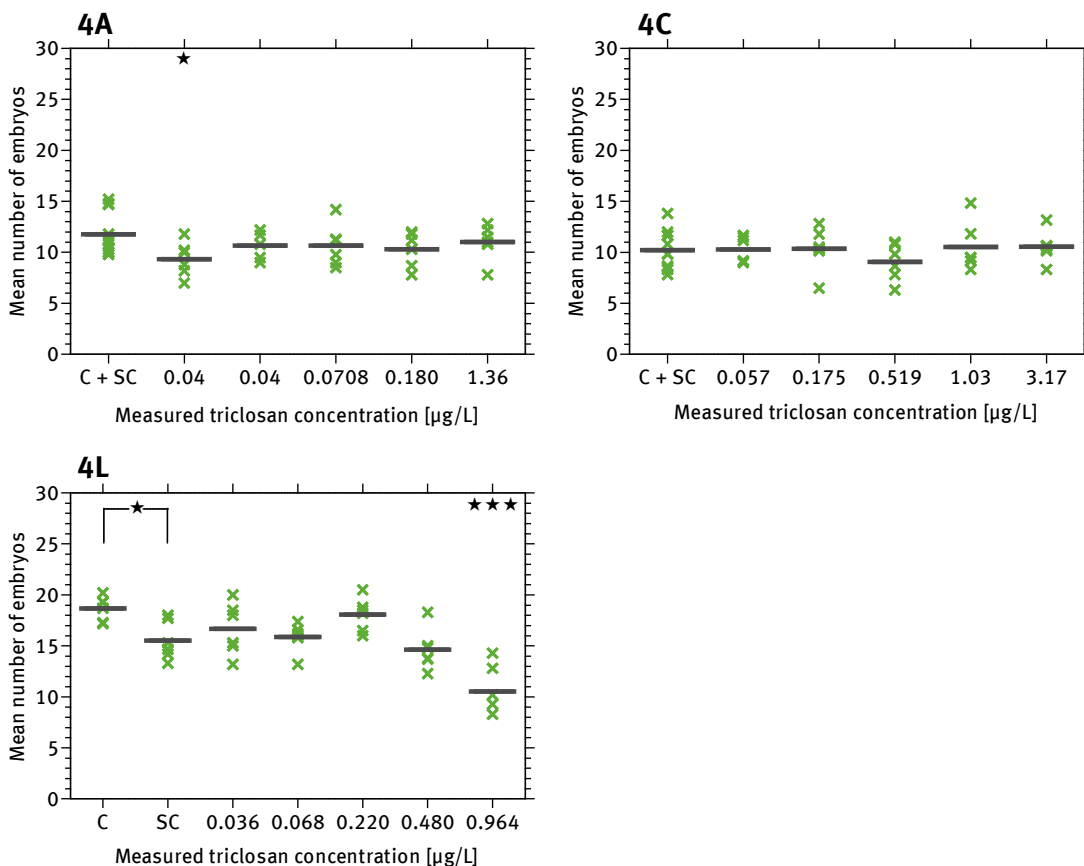 4A
30
25
20
15
10
5
0
Mean number of embryos
C + SC 0.04 0.04 0.0708 0.180 1.36
Measured triclosan concentration [µg/L]
4C
30
25
20
15
10
5
0
Mean number of embryos
C + SC 0.057 0.175 0.519 1.03 3.17
Measured triclosan concentration [µg/L]
4L
30
25
20
15
10
5
0
Mean number of embryos
C SC 0.036 0.068 0.220 0.480 0.964
Measured triclosan concentration [µg/L]